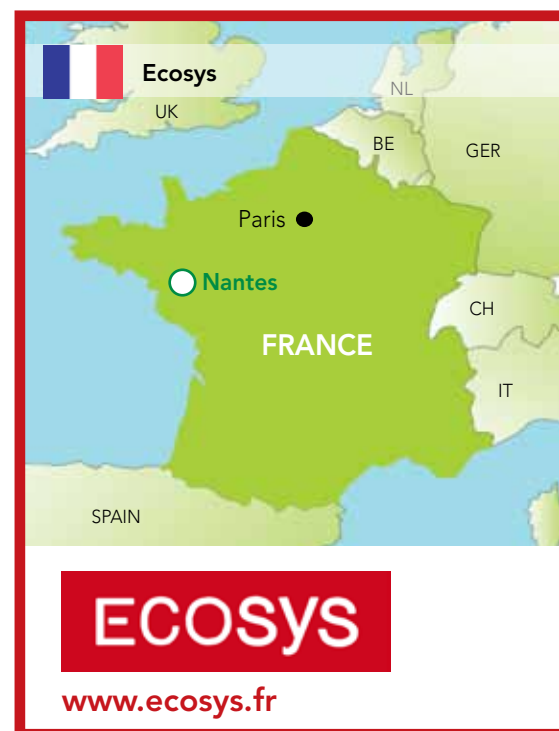 Ecosys
NL
UK
BE
GER
Paris
Nantes
CH
FRANCE
IT
SPAIN
ECOSYS
www.ecosys.fr